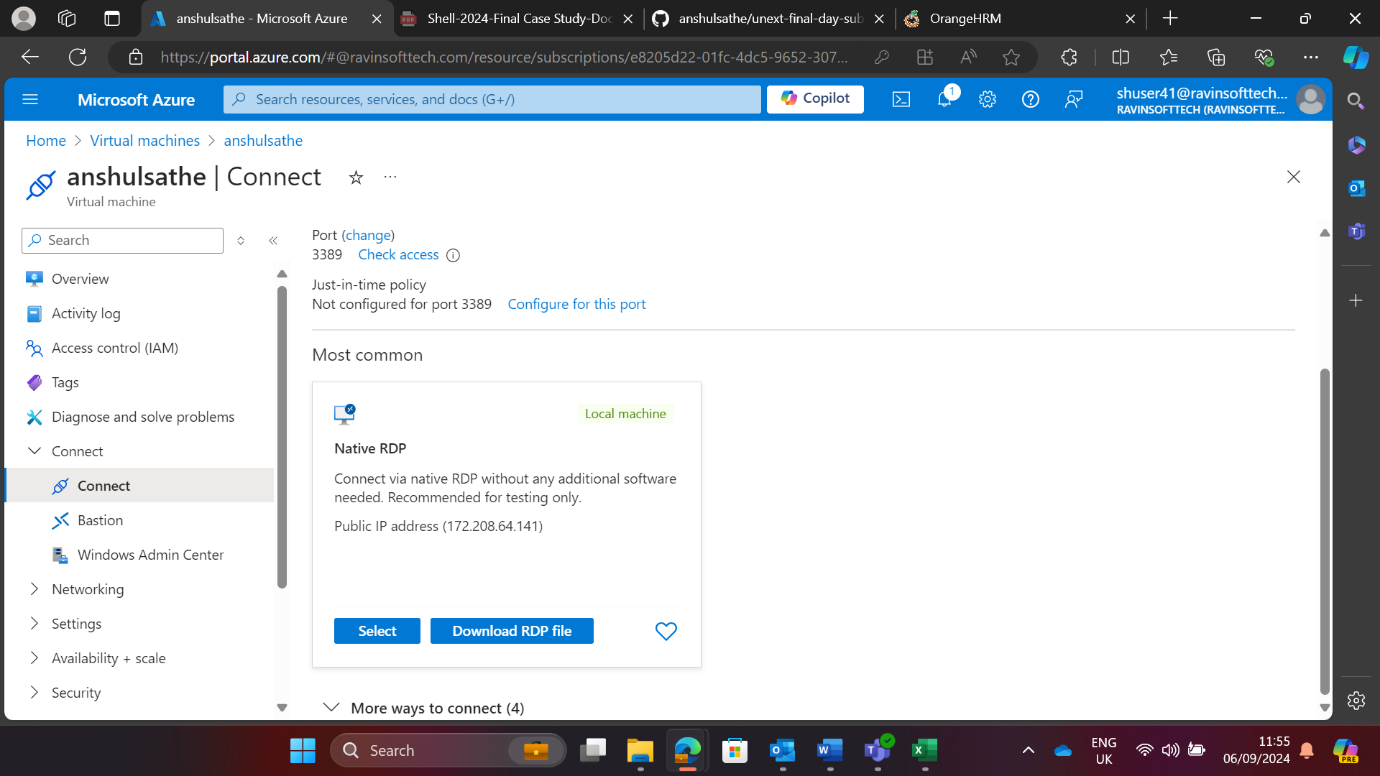 anshulsathe - Microsoft Azure
Shell-2024-Final Case Study-Doc
anshulsathe/unext-final-day-sub
OrangeHRM
https://portal.azure.com/#@ravinsofttech.com/resource/subscriptions/e8205d22-01fc-4dc5-9652-307...
Microsoft Azure
Search resources, services, and docs (G+/)
Copilot
1
shuser41@ravinsofttech...
RAVINSOFTTECH (RAVINSOFTTE...
Home > Virtual machines > anshulsathe
anshulsathe | Connect
Virtual machine
Search
Overview
Activity log
Access control (IAM)
Tags
Diagnose and solve problems
Connect
Connect
Bastion
Windows Admin Center
Networking
Settings
Availability + scale
Security
Port (change)
3389 Check access
Just-in-time policy
Not configured for port 3389 Configure for this port
Most common
Local machine
Native RDP
Connect via native RDP without any additional software
needed. Recommended for testing only.
Public IP address (172.208.64.141)
Select
Download RDP file
More ways to connect (4)
Search
ENG
UK
11:55
06/09/2024
PRE